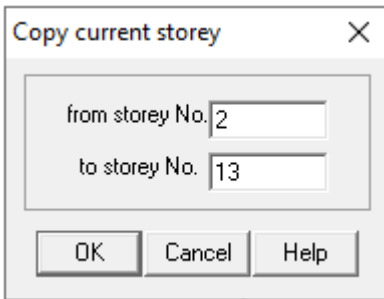 Copy current storey
from storey No. 2
to storey No. 13
OK Cancel Help